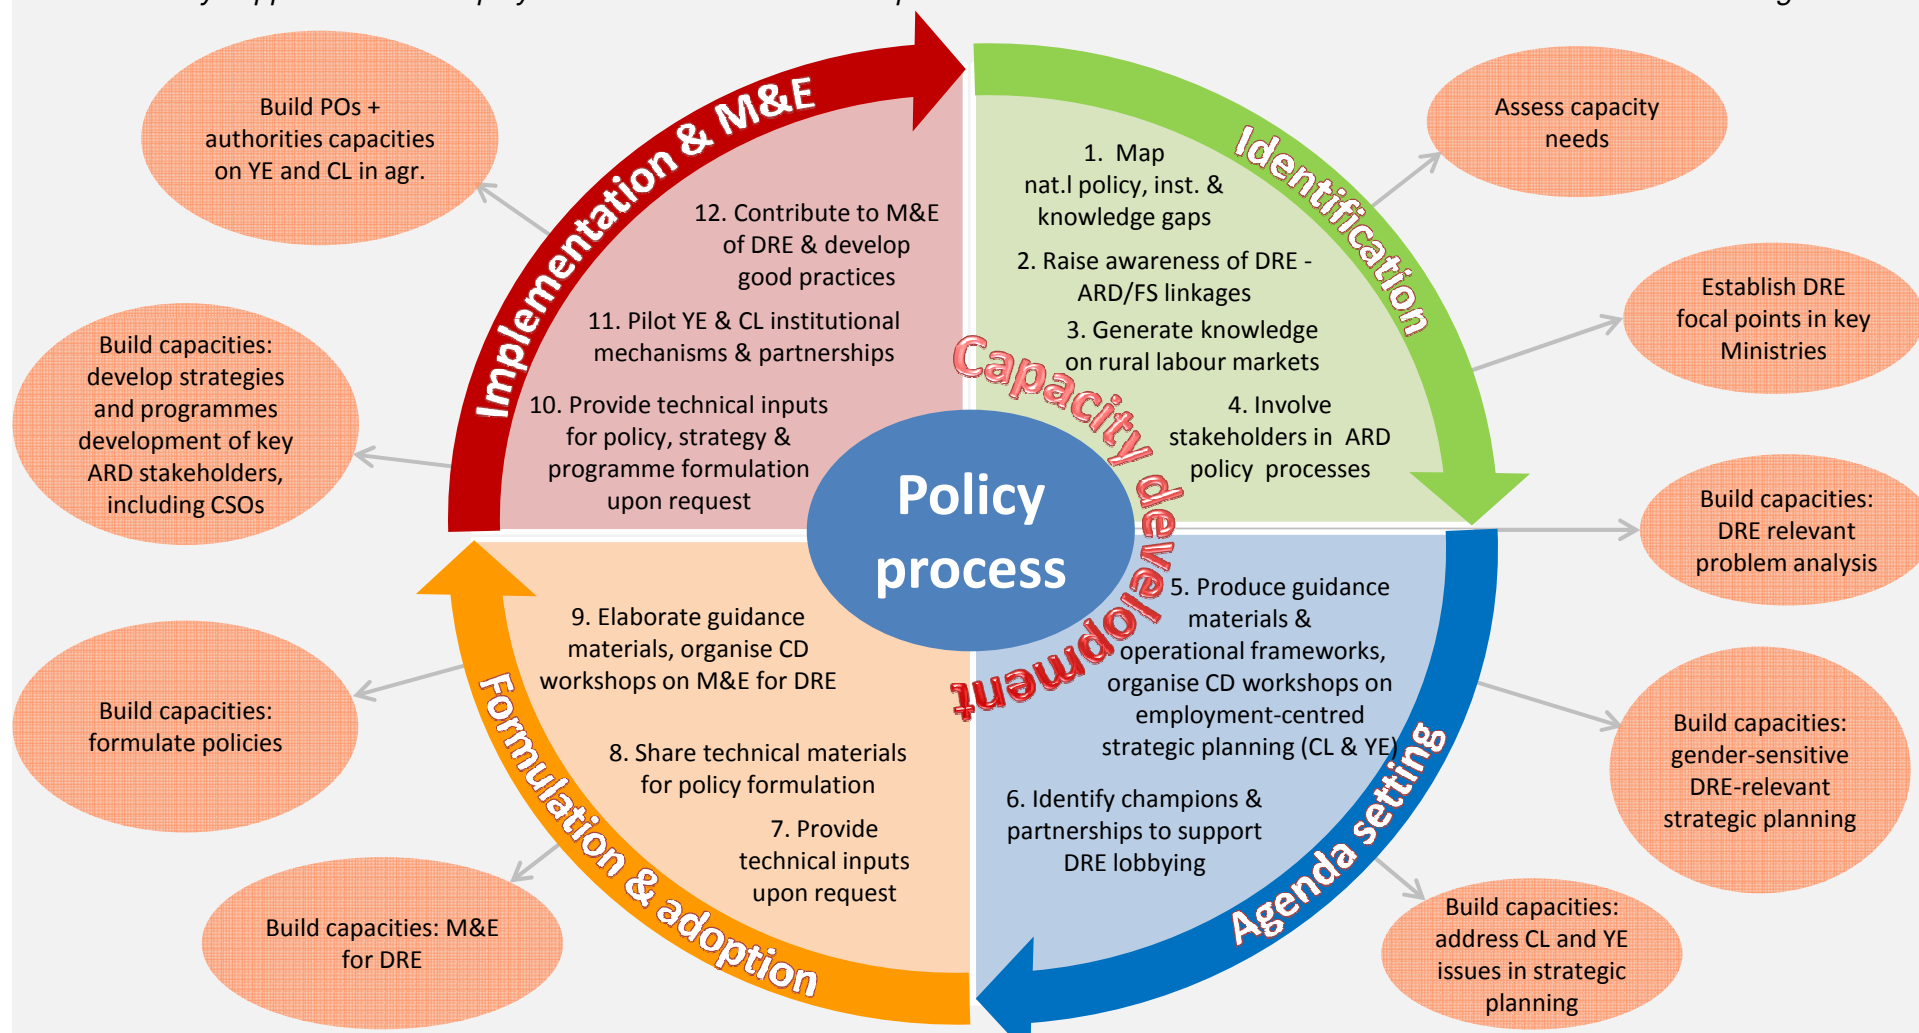 Implementation & M&E
Identification
Agenda setting
Formulation & adoption
Capacity development
Policy
process
1. Map
nat.l policy, inst. &
knowledge gaps
2. Raise awareness of DRE -
ARD/FS linkages
3. Generate knowledge
on rural labour markets
4. Involve
stakeholders in ARD
policy processes
5. Produce guidance
materials &
operational frameworks,
organise CD workshops on
employment-centred
strategic planning (CL & YE)
6. Identify champions &
partnerships to support
DRE lobbying
7. Provide
technical inputs
upon request
8. Share technical materials
for policy formulation
9. Elaborate guidance
materials, organise CD
workshops on M&E for DRE
10. Provide technical inputs
for policy, strategy &
programme formulation
upon request
11. Pilot YE & CL institutional
mechanisms & partnerships
12. Contribute to M&E
of DRE & develop
good practices
Assess capacity
needs
Establish DRE
focal points in key
Ministries
Build capacities:
DRE relevant
problem analysis
Build capacities:
gender-sensitive
DRE-relevant
strategic planning
Build capacities:
address CL and YE
issues in strategic
planning
Build capacities: M&E
for DRE
Build capacities:
formulate policies
Build capacities:
develop strategies
and programmes
development of key
ARD stakeholders,
including CSOs
Build POs +
authorities capacities
on YE and CL in agr.